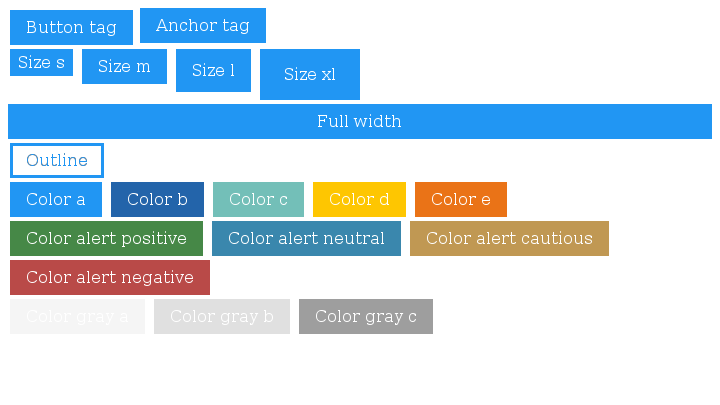 Button tag Anchor tag
Size s Size m Size l Size xl
Full width
Outline
Color a Color b Color c Color d Color e
Color alert positive Color alert neutral Color alert cautious
Color alert negative
Color gray a Color gray b Color gray c